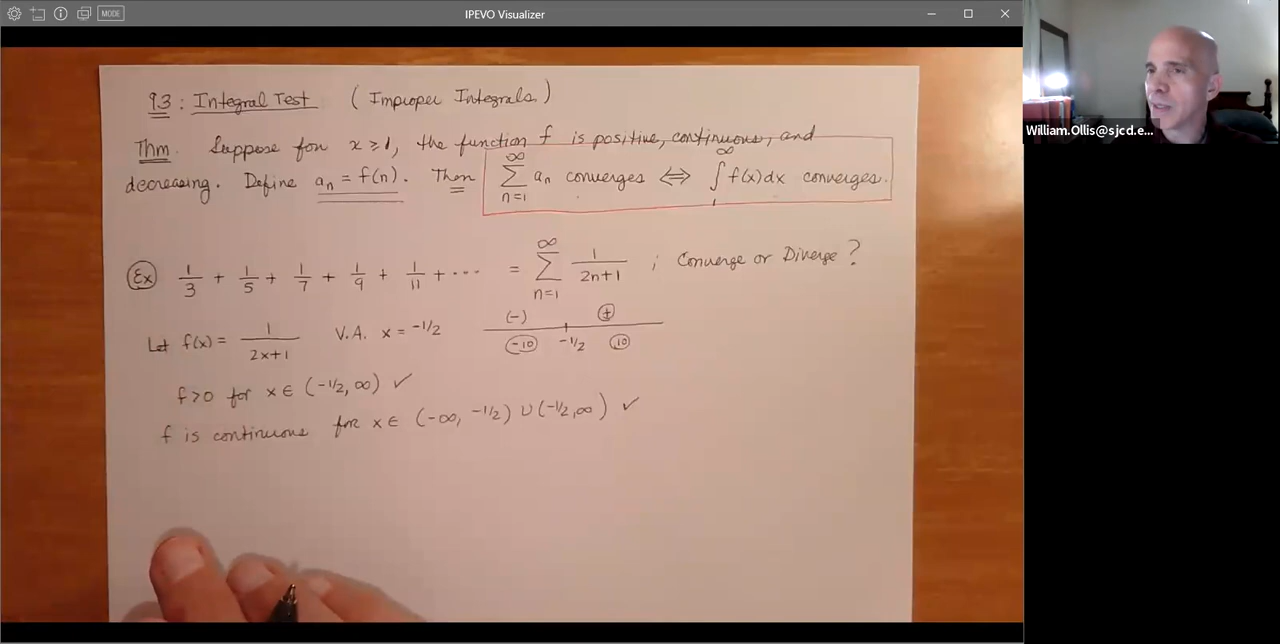 IPEVO Visualizer
MODE
William.Ollis@sjcd.e...
9.3 : Integral Test (Improper Integrals)
Thm. Suppose for x ≥ 1, the function f is positive, continuous, and
decreasing. Define aₙ = f(n). Then ∞∑n=1 aₙ converges ⇔ ∞∫1 f(x)dx converges.
Ex 1/3 + 1/5 + 1/7 + 1/9 + 1/11 + ... = ∞∑n=1 1/2n+1 ; Converge or Diverge?
Let f(x) = 1/2x+1 V.A. x = -1/2 (-) +
-10 -1/2 10
f>0 for x ∈ (-1/2, ∞) ✓
f is continuous for x ∈ (-∞, -1/2) ∪ (-1/2, ∞) ✓